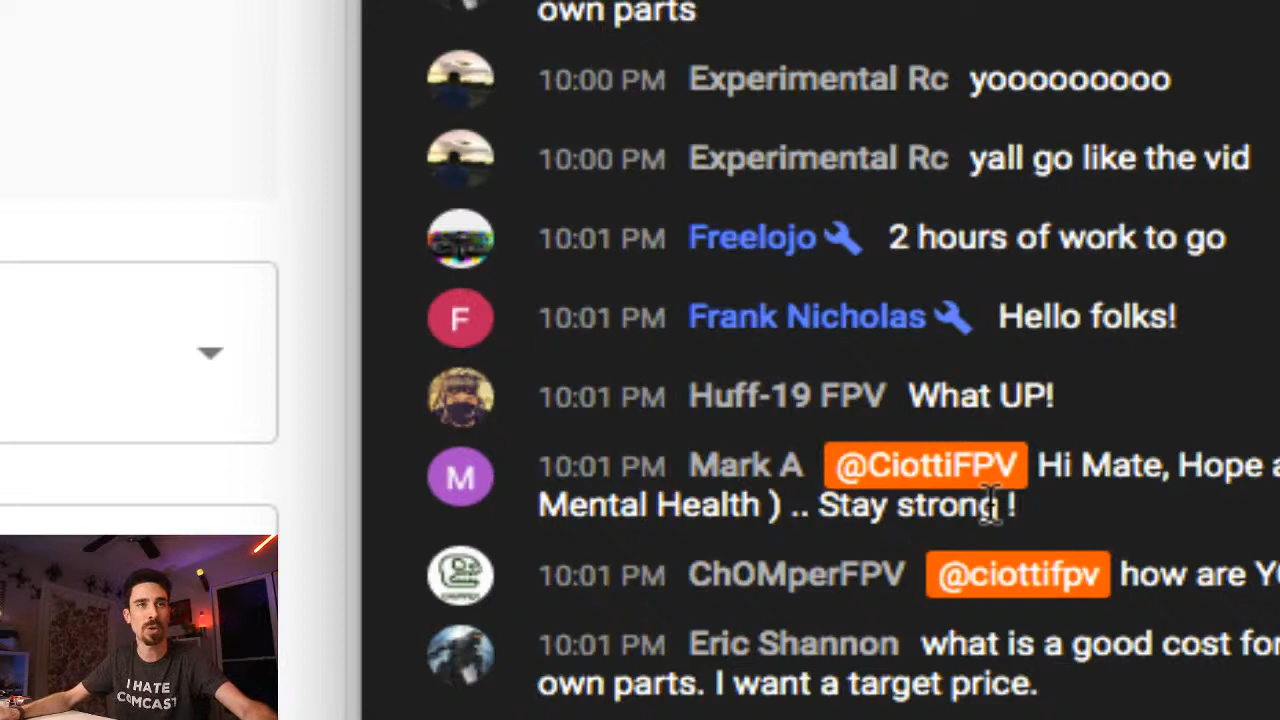 own parts
10:00 PM Experimental Rc yooooooooo
10:00 PM Experimental Rc yall go like the vid
10:01 PM Freelojo 2 hours of work to go
F 10:01 PM Frank Nicholas Hello folks!
10:01 PM Huff-19 FPV What UP!
M 10:01 PM Mark A @CiottiFPV Hi Mate, Hope a
Mental Health ) .. Stay strong !
10:01 PM ChOMperFPV @ciottifpv how are Y
10:01 PM Eric Shannon what is a good cost for
own parts. I want a target price.
I HATE
COMCAST